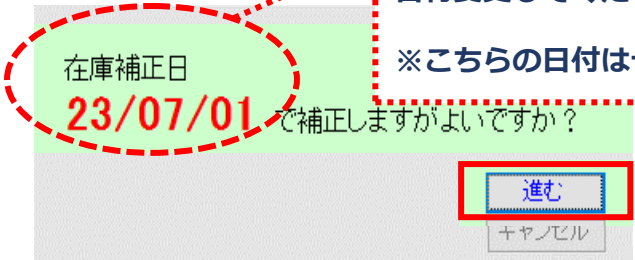 ※こちらの日付は
在庫補正日
23/07/01 で補正しますがよいですか？
進む
キャンセル